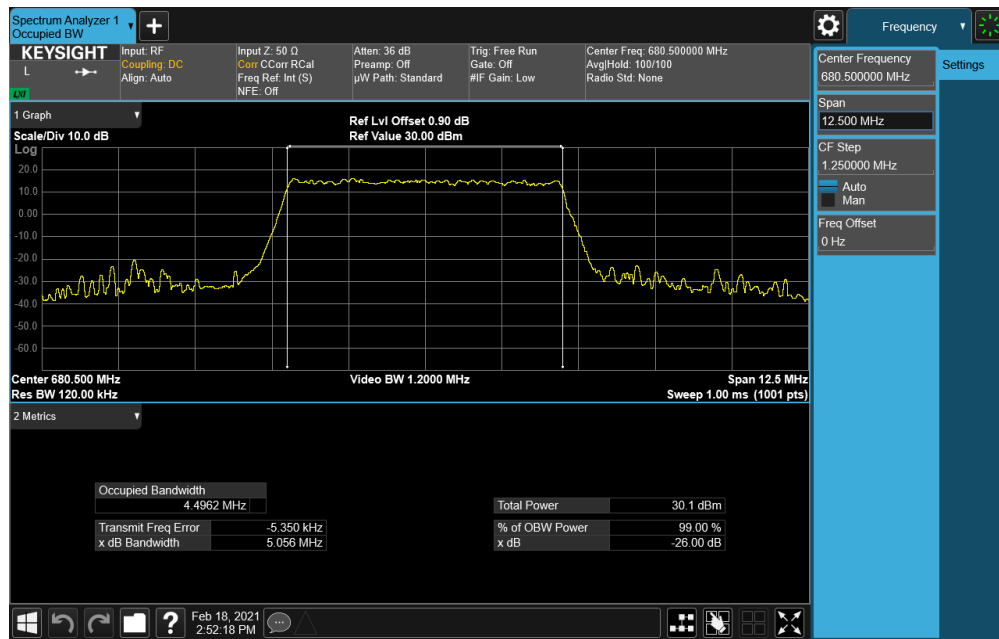 Spectrum Analyzer 1
Occupied BW
Frequency
KEYSIGHT
L
LXI
Input: RF
Coupling: DC
Align: Auto
Input Z: 50 Ω
Corr CCorr RCal
Freq Ref: Int (S)
NFE: Off
Atten: 36 dB
Preamp: Off
µW Path: Standard
Trig: Free Run
Gate: Off
#IF Gain: Low
Center Freq: 680.500000 MHz
Avg|Hold: 100/100
Radio Std: None
Center Frequency
680.500000 MHz
Settings
Span
12.500 MHz
CF Step
1.250000 MHz
Auto
Man
Freq Offset
0 Hz
1 Graph
Ref Lvl Offset 0.90 dB
Scale/Div 10.0 dB
Ref Value 30.00 dBm
Log
20.0
10.0
0.00
-10.0
-20.0
-30.0
-40.0
-50.0
-60.0
Center 680.500 MHz
Video BW 1.2000 MHz
Span 12.5 MHz
Res BW 120.00 kHz
Sweep 1.00 ms (1001 pts)
2 Metrics
Occupied Bandwidth
4.4962 MHz
Total Power 30.1 dBm
Transmit Freq Error -5.350 kHz
% of OBW Power 99.00 %
x dB Bandwidth 5.056 MHz
x dB -26.00 dB
Feb 18, 2021
2:52:18 PM